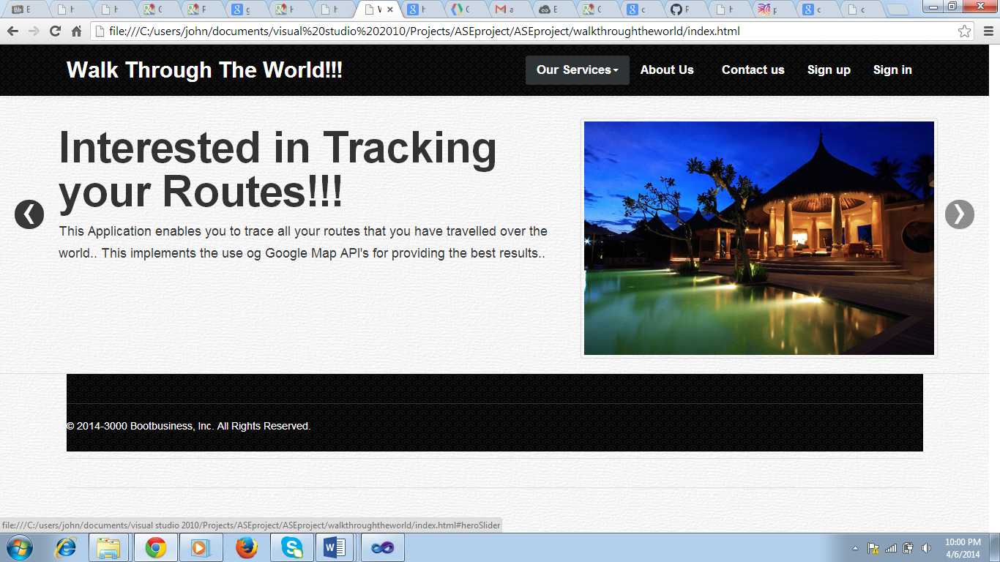 Bb E
H
H
G
F
g
H
H
W
H
G
a
E
G
c
F
H
p
c
c
file:///C:/users/john/documents/visual%20studio%202010/Projects/ASEproject/ASEproject/walkthroughtheworld/index.html
Walk Through The World!!!
Our Services
About Us
Contact us
Sign up
Sign in
Interested in Tracking
your Routes!!!
This Application enables you to trace all your routes that you have travelled over the
world.. This implements the use og Google Map API's for providing the best results..
© 2014-3000 Bootbusiness, Inc. All Rights Reserved.
file:///C:/users/john/documents/visual studio 2010/Projects/ASEproject/ASEproject/walkthroughtheworld/index.html#heroSlider
10:00 PM
4/6/2014